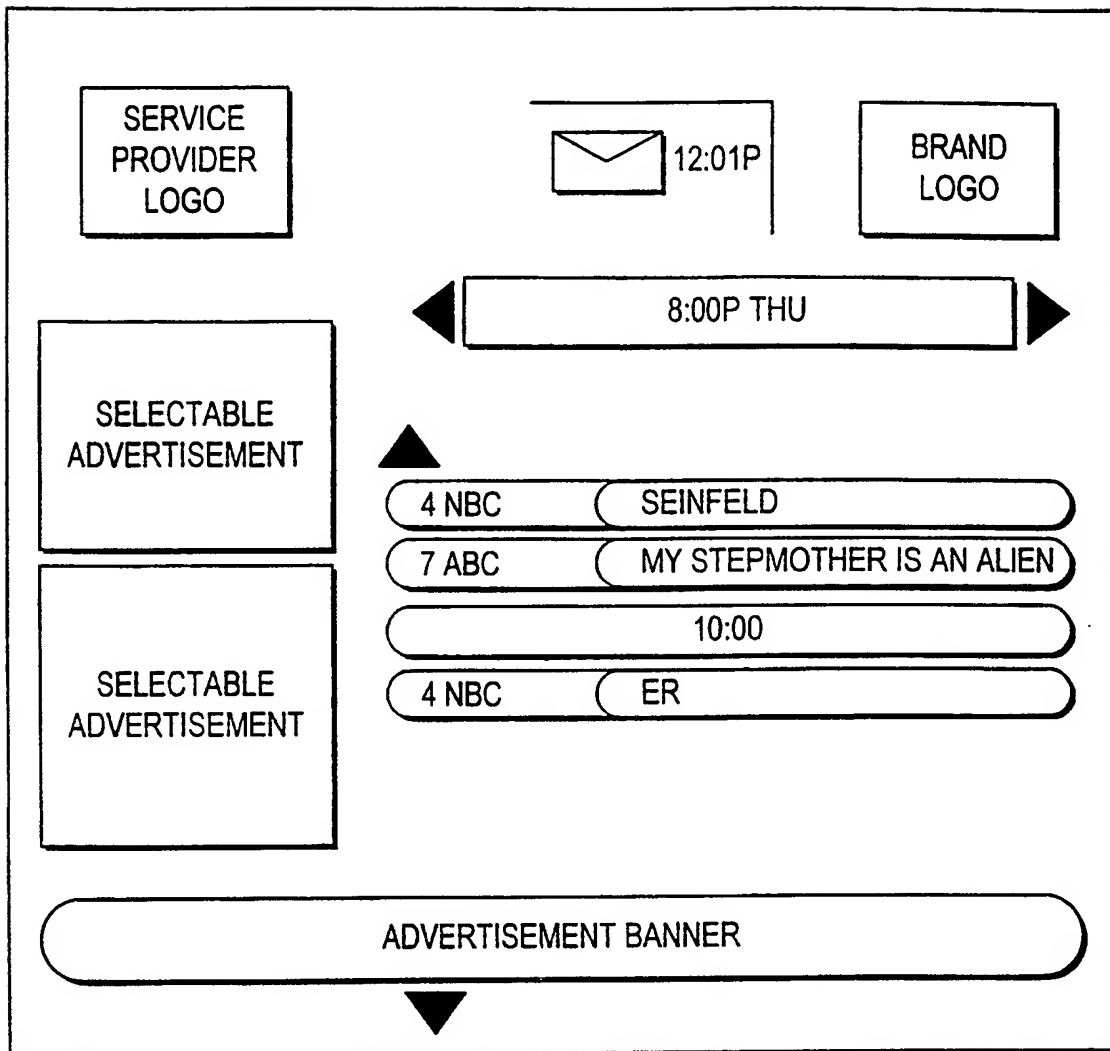 SERVICE
PROVIDER
LOGO
12:01P
BRAND
LOGO
8:00P THU
SELECTABLE
ADVERTISEMENT
4 NBC SEINFELD
7 ABC MY STEPMOTHER IS AN ALIEN
10:00
4 NBC ER
SELECTABLE
ADVERTISEMENT
ADVERTISEMENT BANNER